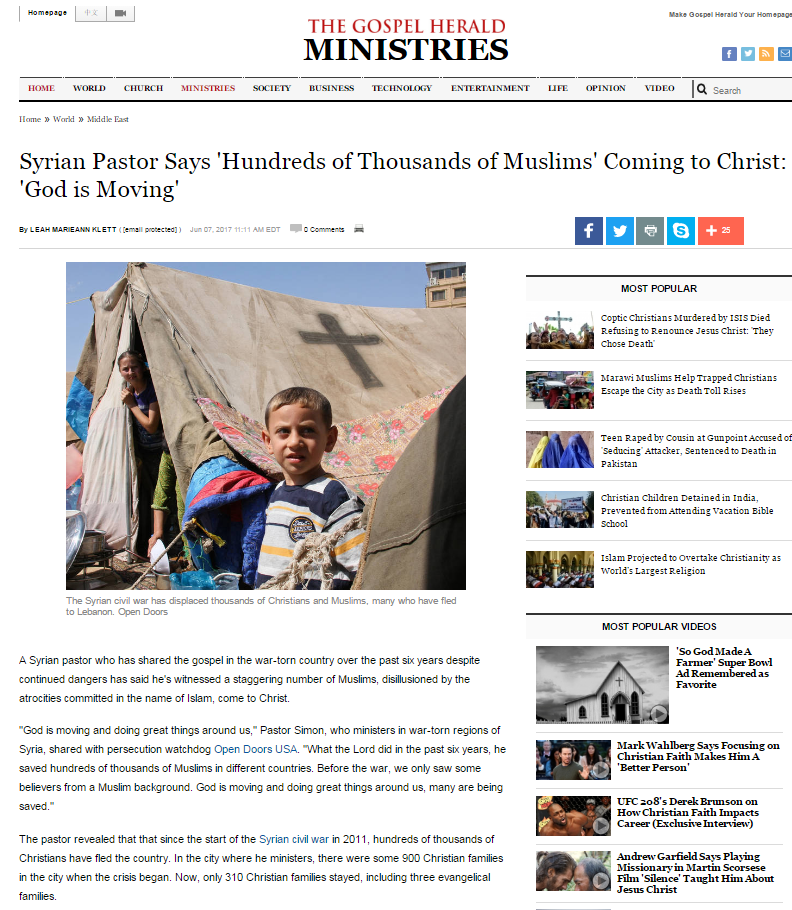 Homepage
中文
Make Gospel Herald Your Homepage
THE GOSPEL HERALD
MINISTRIES
HOME WORLD CHURCH MINISTRIES SOCIETY BUSINESS TECHNOLOGY ENTERTAINMENT LIFE OPINION VIDEO Search
Home » World » Middle East
Syrian Pastor Says 'Hundreds of Thousands of Muslims' Coming to Christ:
'God is Moving'
By LEAH MARIEANN KLETT ( [email protected] ) Jun 07, 2017 11:11 AM EDT 0 Comments
25
The Syrian civil war has displaced thousands of Christians and Muslims, many who have fled
to Lebanon. Open Doors
A Syrian pastor who has shared the gospel in the war-torn country over the past six years despite
continued dangers has said he's witnessed a staggering number of Muslims, disillusioned by the
atrocities committed in the name of Islam, come to Christ.
"God is moving and doing great things around us," Pastor Simon, who ministers in war-torn regions of
Syria, shared with persecution watchdog Open Doors USA. "What the Lord did in the past six years, he
saved hundreds of thousands of Muslims in different countries. Before the war, we only saw some
believers from a Muslim background. God is moving and doing great things around us, many are being
saved."
The pastor revealed that that since the start of the Syrian civil war in 2011, hundreds of thousands of
Christians have fled the country. In the city where he ministers, there were some 900 Christian families
in the city when the crisis began. Now, only 310 Christian families stayed, including three evangelical
families.
MOST POPULAR
Coptic Christians Murdered by ISIS Died
Refusing to Renounce Jesus Christ: 'They
Chose Death'
Marawi Muslims Help Trapped Christians
Escape the City as Death Toll Rises
Teen Raped by Cousin at Gunpoint Accused of
'Seducing' Attacker, Sentenced to Death in
Pakistan
Christian Children Detained in India,
Prevented from Attending Vacation Bible
School
Islam Projected to Overtake Christianity as
World's Largest Religion
MOST POPULAR VIDEOS
'So God Made A
Farmer' Super Bowl
Ad Remembered as
Favorite
Mark Wahlberg Says Focusing on
Christian Faith Makes Him A
'Better Person'
UFC 208's Derek Brunson on
How Christian Faith Impacts
Career (Exclusive Interview)
Andrew Garfield Says Playing
Missionary in Martin Scorsese
Film 'Silence' Taught Him About
Jesus Christ